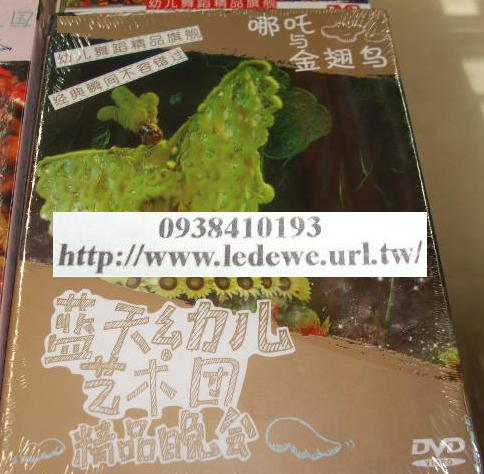 国
幼儿舞蹈精品旗舰
幼儿舞蹈精品旗舰
经典瞬间不容错过
哪吒
与
金翅鸟
0938410193
http://www.ledewe.url.tw/
蓝天幼儿
艺术团
精品晚会
DVD